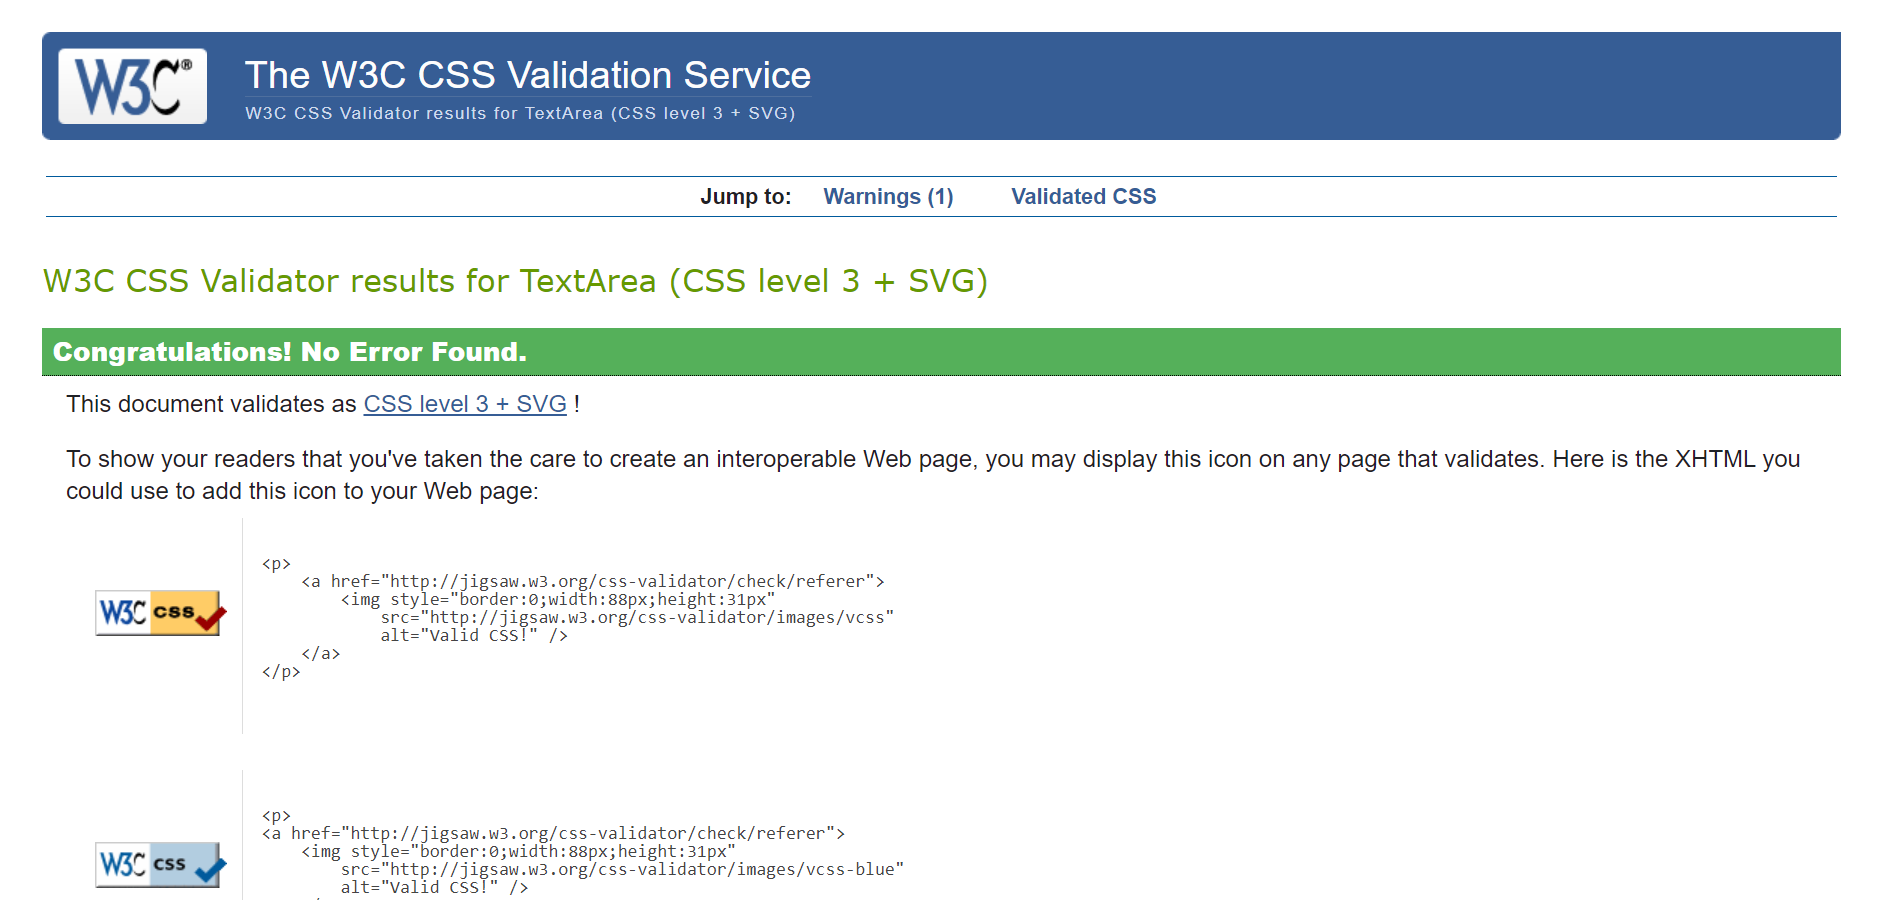 W3C®
The W3C CSS Validation Service
W3C CSS Validator results for TextArea (CSS level 3 + SVG)
Jump to: Warnings (1) Validated CSS
W3C CSS Validator results for TextArea (CSS level 3 + SVG)
Congratulations! No Error Found.
This document validates as CSS level 3 + SVG !
To show your readers that you've taken the care to create an interoperable Web page, you may display this icon on any page that validates. Here is the XHTML you
could use to add this icon to your Web page:
W3C css
<p>
<a href="http://jigsaw.w3.org/css-validator/check/referer">
<img style="border:0;width:88px;height:31px"
src="http://jigsaw.w3.org/css-validator/images/vcss"
alt="Valid CSS!" />
</a>
</p>
W3C css
<p>
<a href="http://jigsaw.w3.org/css-validator/check/referer">
<img style="border:0;width:88px;height:31px"
src="http://jigsaw.w3.org/css-validator/images/vcss-blue"
alt="Valid CSS!" />